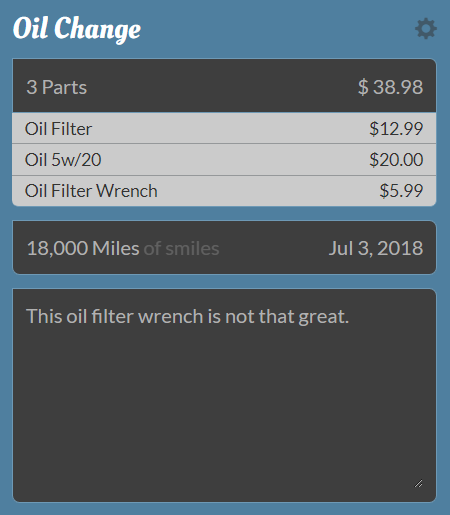 Oil Change
3 Parts $ 38.98
Oil Filter $12.99
Oil 5w/20 $20.00
Oil Filter Wrench $5.99
18,000 Miles of smiles Jul 3, 2018
This oil filter wrench is not that great.